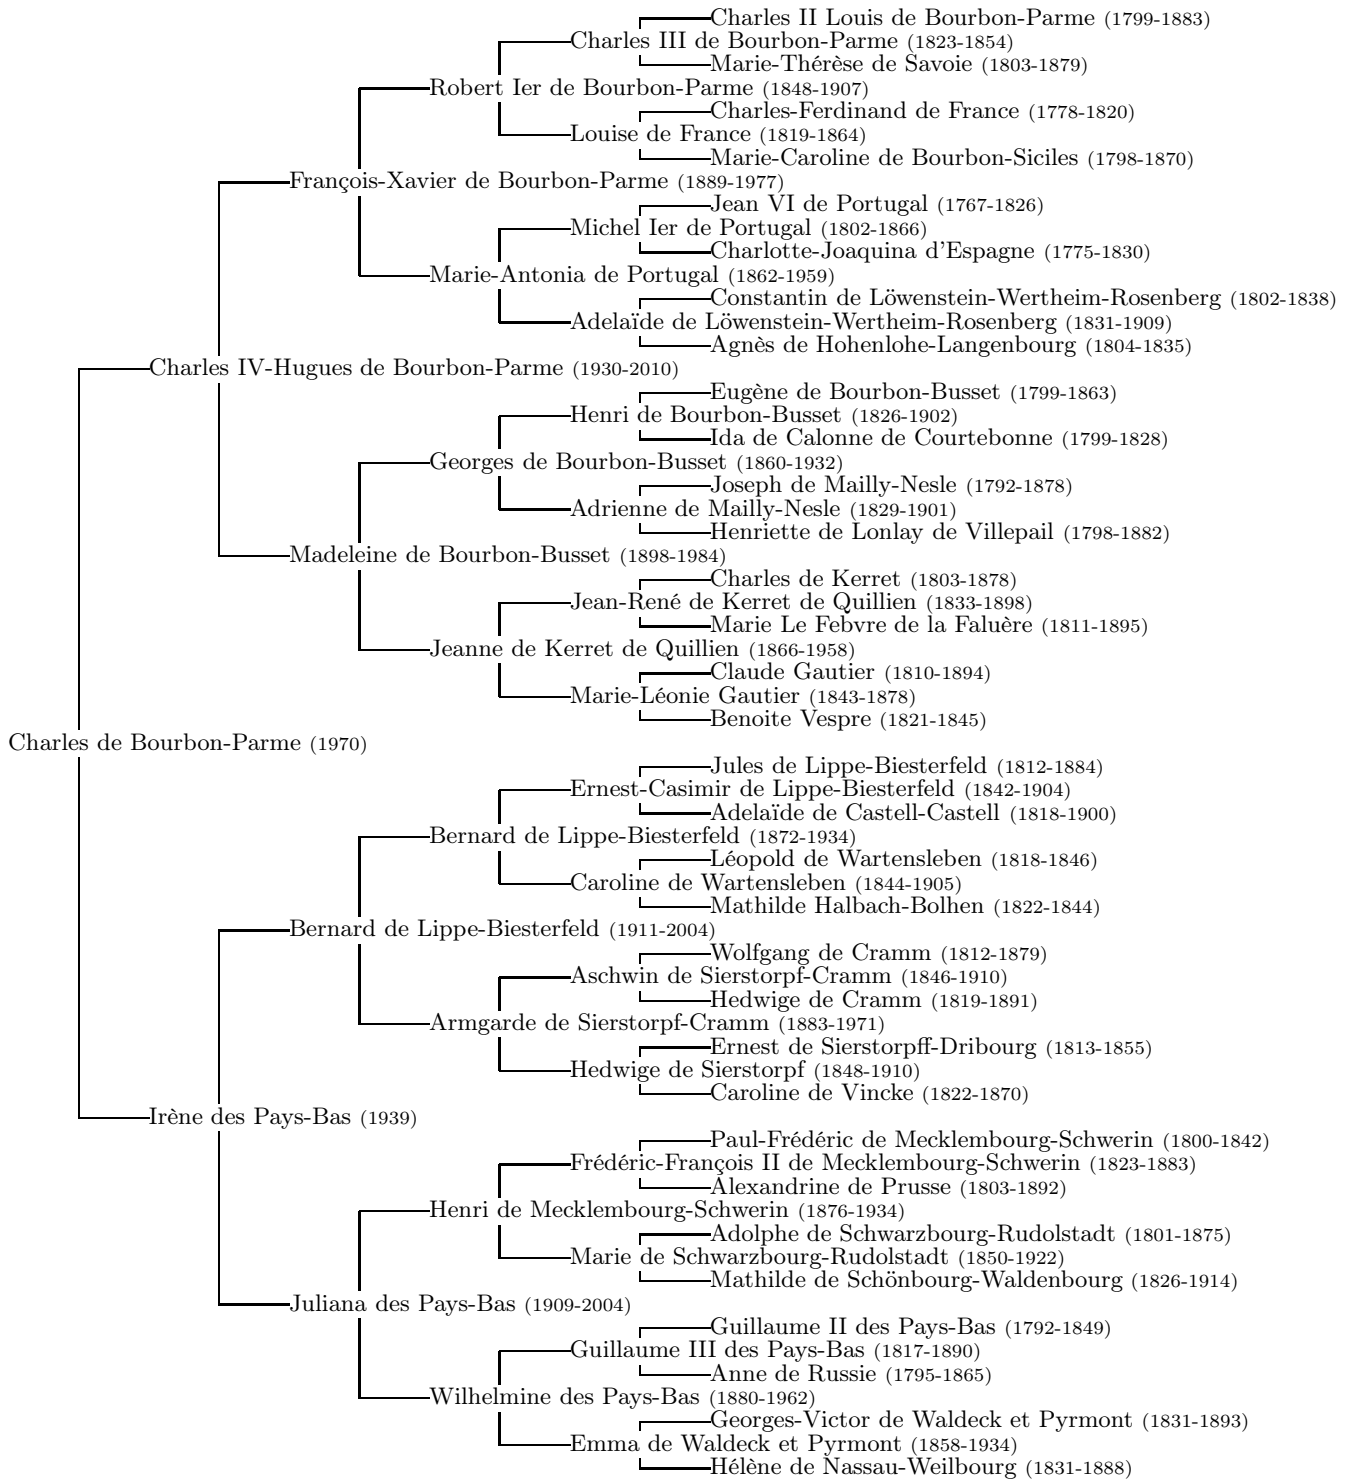 Charles II Louis de Bourbon-Parme (1799-1883)
Charles III de Bourbon-Parme (1823-1854)
Marie-Thérèse de Savoie (1803-1879)
Robert Ier de Bourbon-Parme (1848-1907)
Charles-Ferdinand de France (1778-1820)
Louise de France (1819-1864)
Marie-Caroline de Bourbon-Siciles (1798-1870)
François-Xavier de Bourbon-Parme (1889-1977)
Jean VI de Portugal (1767-1826)
Michel Ier de Portugal (1802-1866)
Charlotte-Joaquina d'Espagne (1775-1830)
Marie-Antonia de Portugal (1862-1959)
Constantin de Löwenstein-Wertheim-Rosenberg (1802-1838)
Adelaïde de Löwenstein-Wertheim-Rosenberg (1831-1909)
Agnès de Hohenlohe-Langenbourg (1804-1835)
Charles IV-Hugues de Bourbon-Parme (1930-2010)
Eugène de Bourbon-Busset (1799-1863)
Henri de Bourbon-Busset (1826-1902)
Ida de Calonne de Courtebonne (1799-1828)
Georges de Bourbon-Busset (1860-1932)
Joseph de Mailly-Nesle (1792-1878)
Adrienne de Mailly-Nesle (1829-1901)
Henriette de Lonlay de Villepail (1798-1882)
Madeleine de Bourbon-Busset (1898-1984)
Charles de Kerret (1803-1878)
Jean-René de Kerret de Quillien (1833-1898)
Marie Le Febvre de la Faluère (1811-1895)
Jeanne de Kerret de Quillien (1866-1958)
Claude Gautier (1810-1894)
Marie-Léonie Gautier (1843-1878)
Benoite Vespre (1821-1845)
Charles de Bourbon-Parme (1970)
Jules de Lippe-Biesterfeld (1812-1884)
Ernest-Casimir de Lippe-Biesterfeld (1842-1904)
Adelaïde de Castell-Castell (1818-1900)
Bernard de Lippe-Biesterfeld (1872-1934)
Léopold de Wartensleben (1818-1846)
Caroline de Wartensleben (1844-1905)
Mathilde Halbach-Bolhen (1822-1844)
Bernard de Lippe-Biesterfeld (1911-2004)
Wolfgang de Cramm (1812-1879)
Aschwin de Sierstorpf-Cramm (1846-1910)
Hedwige de Cramm (1819-1891)
Armgarde de Sierstorpf-Cramm (1883-1971)
Ernest de Sierstorpff-Dribourg (1813-1855)
Hedwige de Sierstorpf (1848-1910)
Caroline de Vincke (1822-1870)
Irène des Pays-Bas (1939)
Paul-Frédéric de Mecklembourg-Schwerin (1800-1842)
Frédéric-François II de Mecklembourg-Schwerin (1823-1883)
Alexandrine de Prusse (1803-1892)
Henri de Mecklembourg-Schwerin (1876-1934)
Adolphe de Schwarzbourg-Rudolstadt (1801-1875)
Marie de Schwarzbourg-Rudolstadt (1850-1922)
Mathilde de Schönbourg-Waldenbourg (1826-1914)
Juliana des Pays-Bas (1909-2004)
Guillaume II des Pays-Bas (1792-1849)
Guillaume III des Pays-Bas (1817-1890)
Anne de Russie (1795-1865)
Wilhelmine des Pays-Bas (1880-1962)
Georges-Victor de Waldeck et Pyrmont (1831-1893)
Emma de Waldeck et Pyrmont (1858-1934)
Hélène de Nassau-Weilbourg (1831-1888)